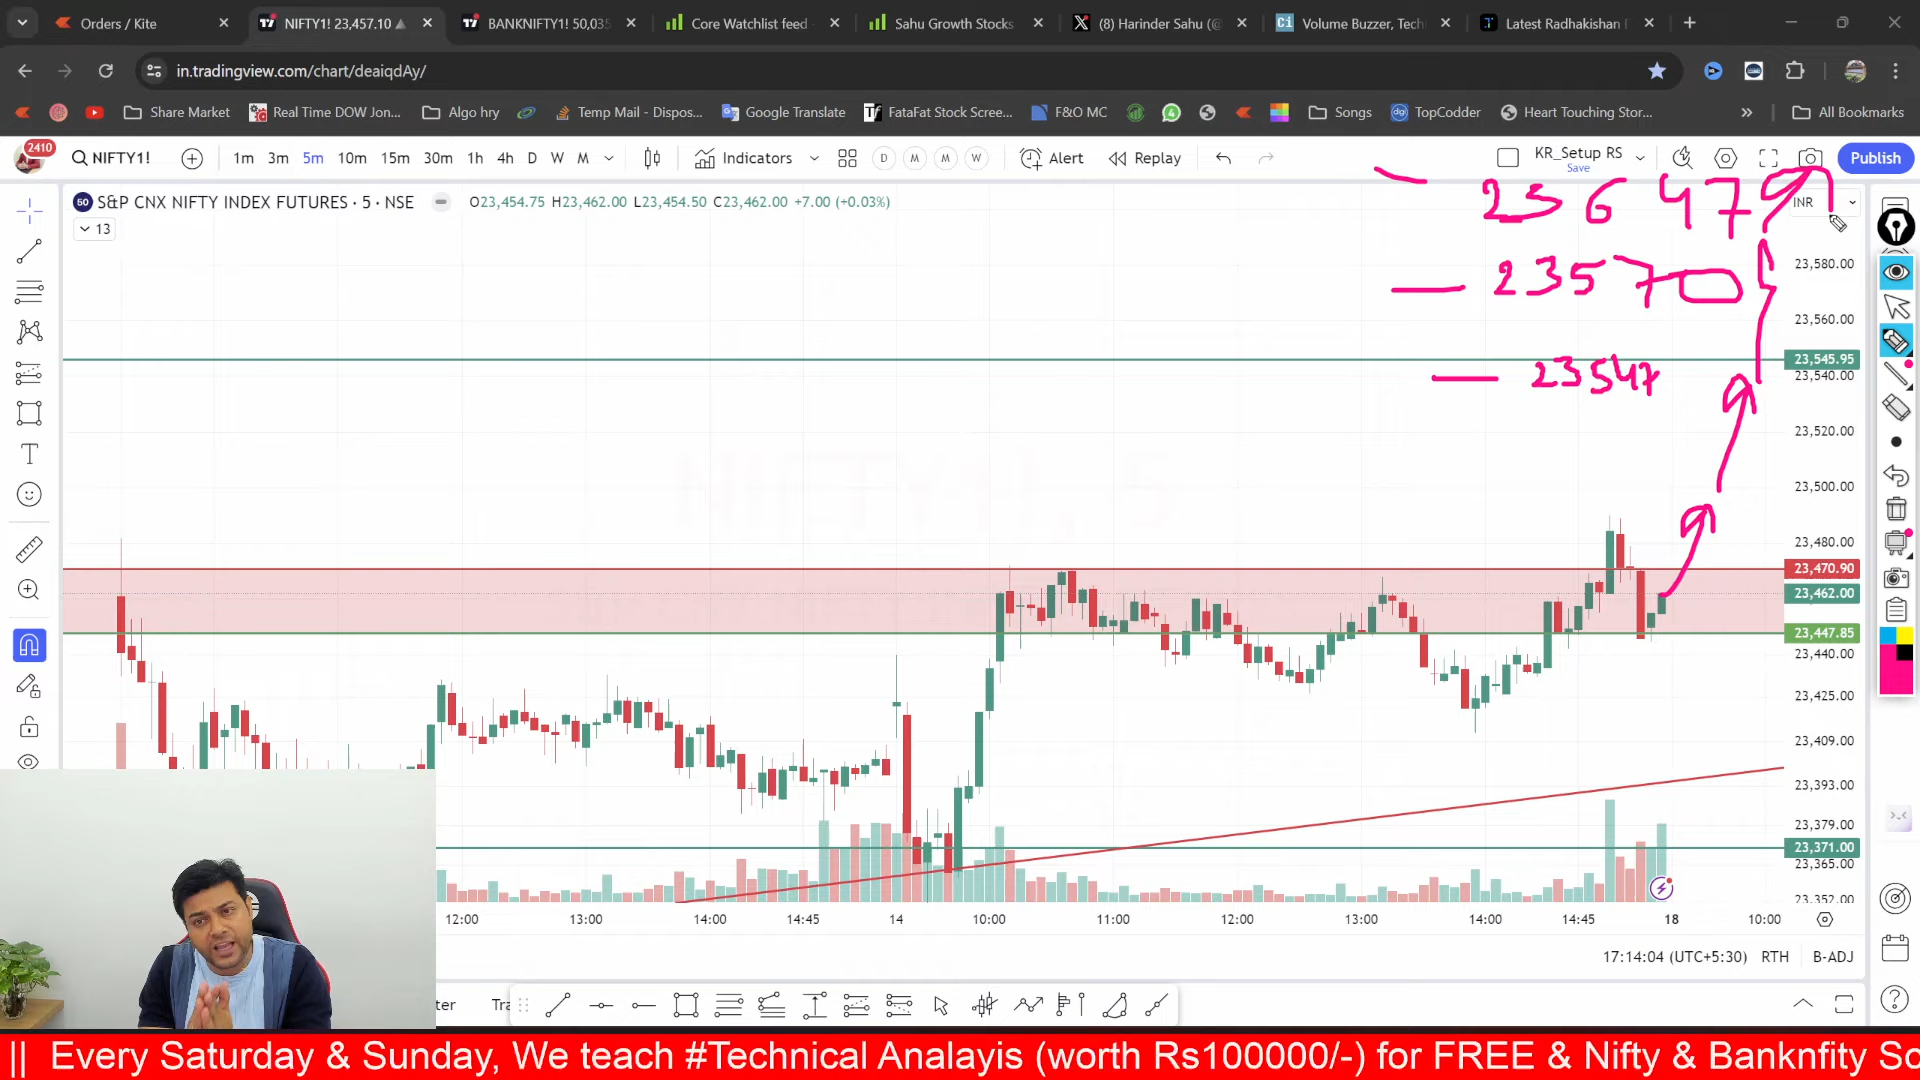 Orders / Kite
NIFTY1! 23,457.10
BANKNIFTY1! 50,035
Core Watchlist feed
Sahu Growth Stocks
(8) Harinder Sahu (@
Volume Buzzer, Tech
Latest Radhakishan
in.tradingview.com/chart/deaiqdAy/
Share Market
Real Time DOW Jon...
Algo hry
Temp Mail - Dispos...
Google Translate
FataFat Stock Scree...
F&O MC
Songs
TopCodder
Heart Touching Stor...
All Bookmarks
2410
NIFTY1!
1m 3m 5m 10m 15m 30m 1h 4h D W M
Indicators
D M M W
Alert
Replay
KR_Setup RS
Save
Publish
50 S&P CNX NIFTY INDEX FUTURES · 5 · NSE
O23,454.75 H23,462.00 L23,454.50 C23,462.00 +7.00 (+0.03%)
INR
13
23647
23570
23547
23,580.00
23,560.00
23,545.95
23,540.00
23,520.00
23,500.00
23,480.00
23,470.90
23,462.00
23,447.85
23,440.00
23,425.00
23,409.00
23,393.00
23,379.00
23,371.00
23,365.00
23,352.00
NIFTY1!, 5
12:00 13:00 14:00 14:45 14 10:00 11:00 12:00 13:00 14:00 14:45 18 10:00
17:14:04 (UTC+5:30) RTH B-ADJ
ter
Tra
|| Every Saturday & Sunday, We teach #Technical Analayis (worth Rs100000/-) for FREE & Nifty & Banknfity Sc